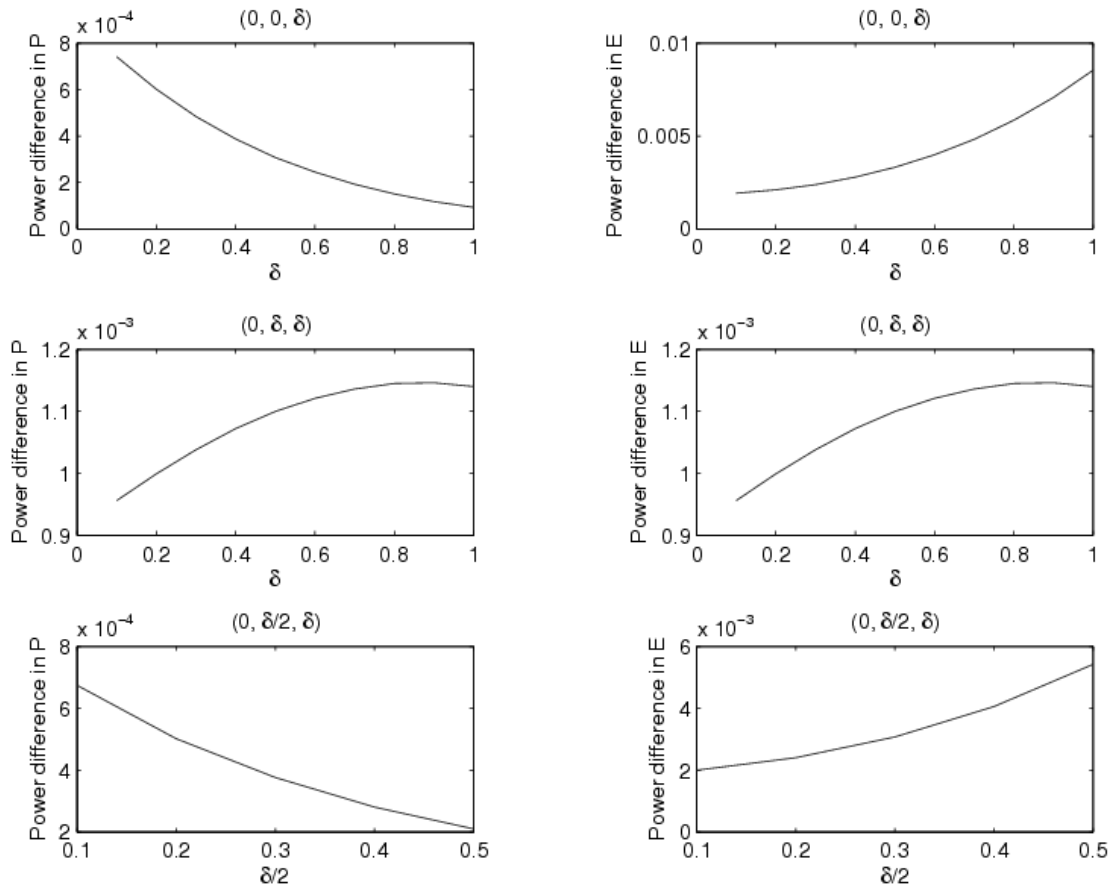 x 10⁻⁴
(0, 0, δ)
Power difference in P
8
6
4
2
0
0 0.2 0.4 0.6 0.8 1
δ
(0, 0, δ)
Power difference in E
0.01
0.005
0
0 0.2 0.4 0.6 0.8 1
δ
x 10⁻³
(0, δ, δ)
Power difference in P
1.2
1.1
1
0.9
0 0.2 0.4 0.6 0.8 1
δ
x 10⁻³
(0, δ, δ)
Power difference in E
1.2
1.1
1
0.9
0 0.2 0.4 0.6 0.8 1
δ
x 10⁻⁴
(0, δ/2, δ)
Power difference in P
8
6
4
2
0.1 0.2 0.3 0.4 0.5
δ/2
x 10⁻³
(0, δ/2, δ)
Power difference in E
6
4
2
0
0.1 0.2 0.3 0.4 0.5
δ/2